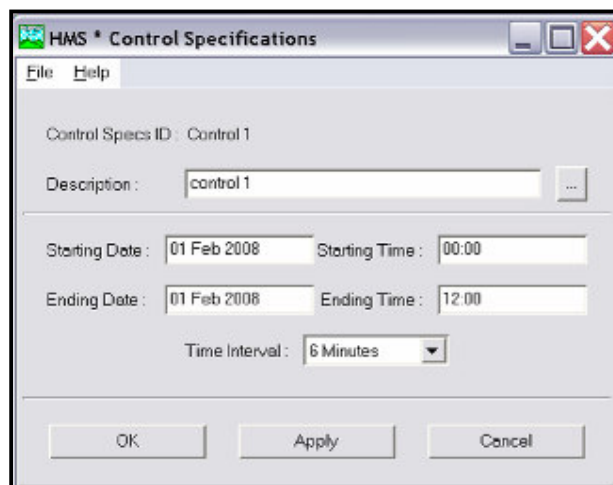 HMS * Control Specifications
File Help
Control Specs ID : Control 1
Description : control 1 ...
Starting Date : 01 Feb 2008 Starting Time : 00:00
Ending Date : 01 Feb 2008 Ending Time : 12:00
Time Interval : 6 Minutes
OK Apply Cancel